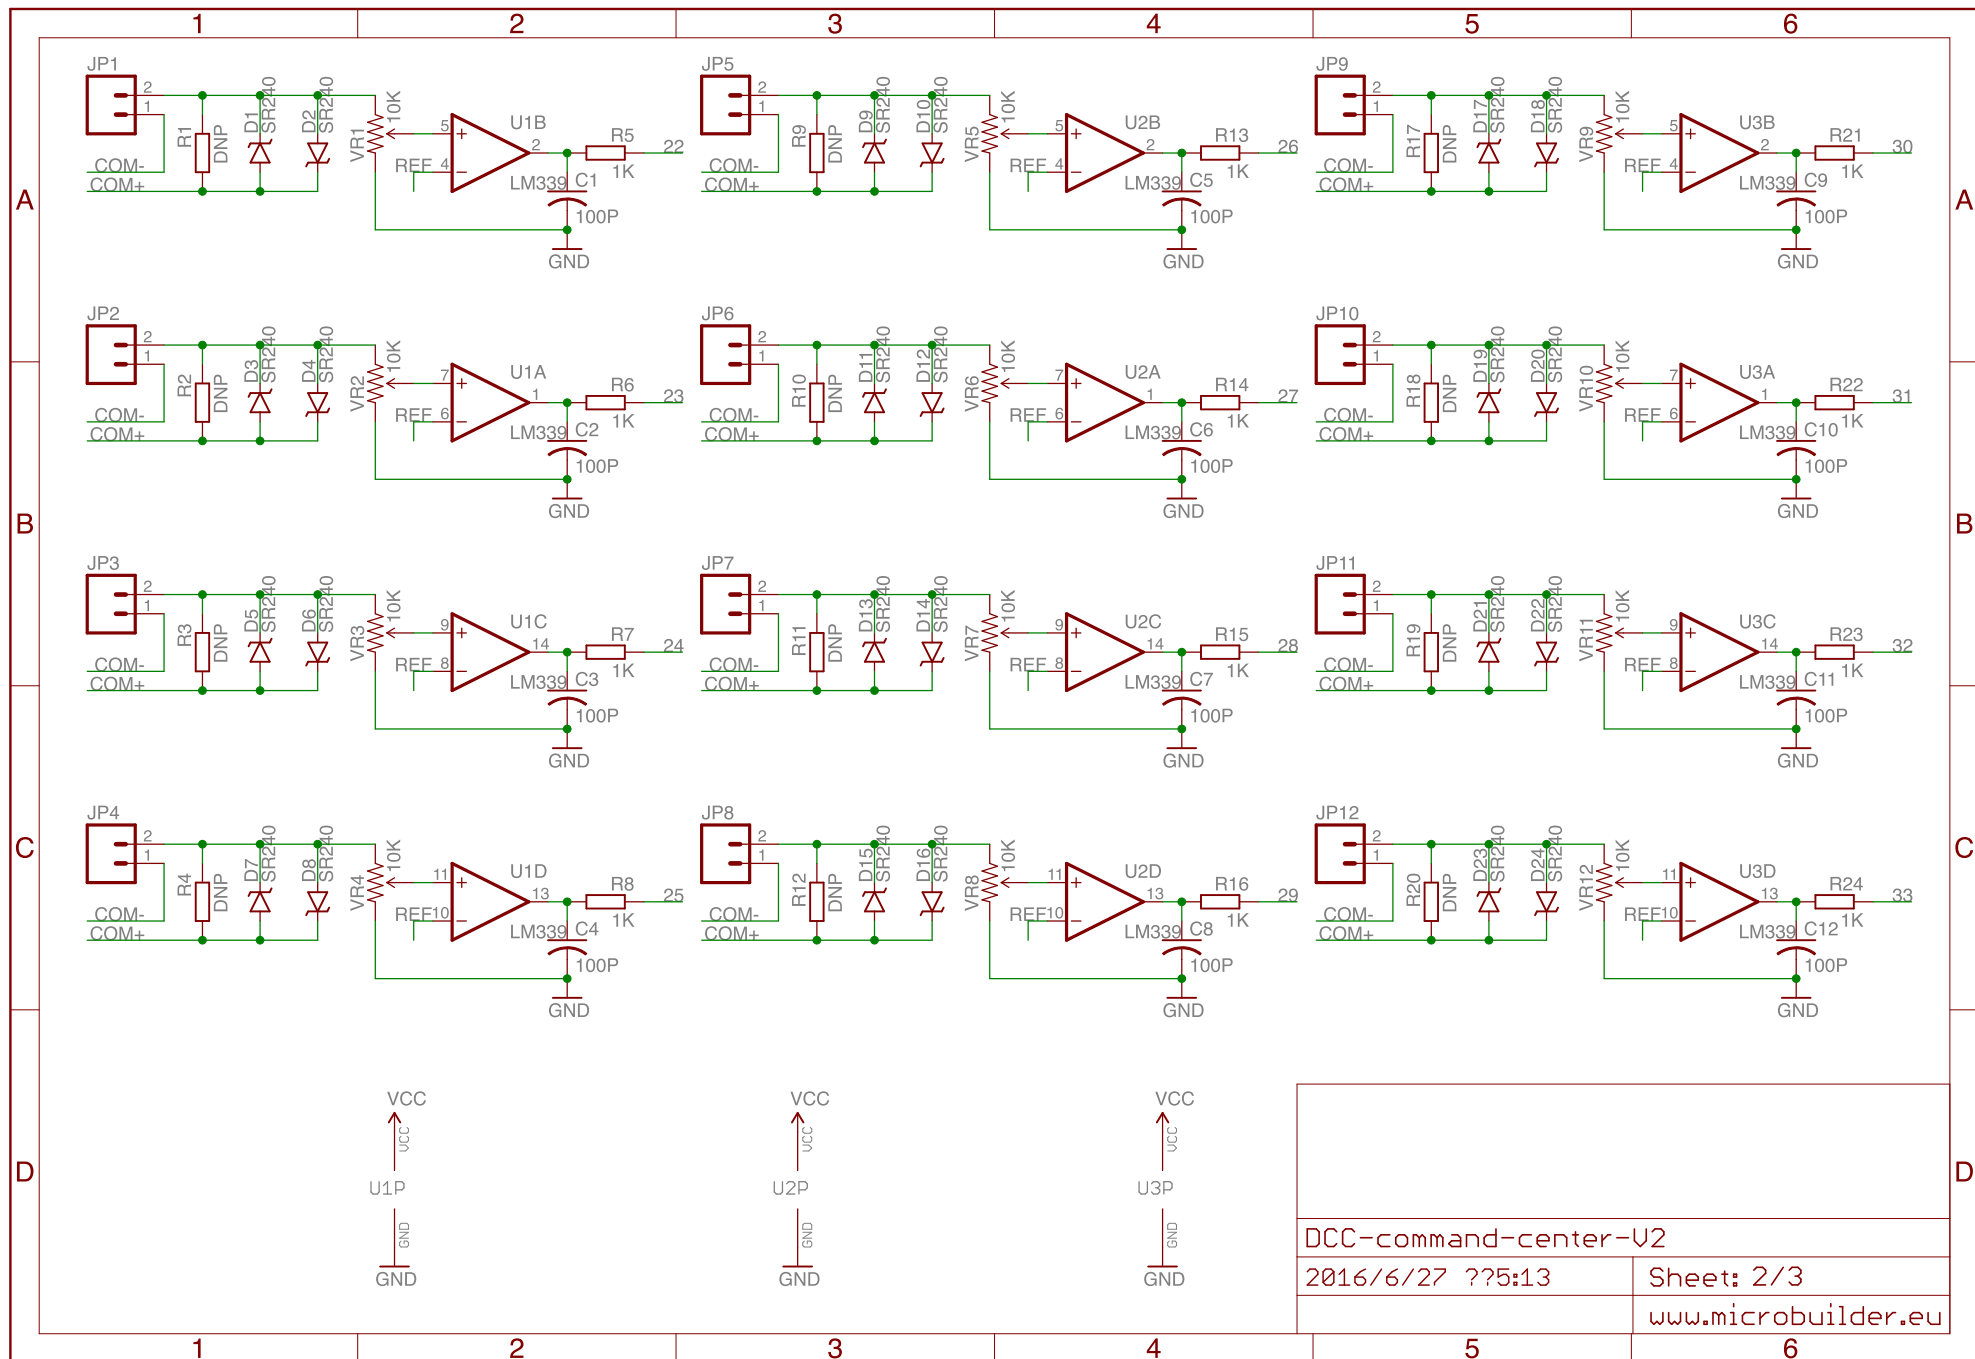 1 2 3 4 5 6
A A
B B
C C
D D
JP1 2 1 COM- COM+ R1 DNP D1 SR240 D2 SR240 VR1 10K 5 + REF 4 - U1B 2 LM339 R5 1K C1 100P GND 22
JP5 2 1 COM- COM+ R9 DNP D9 SR240 D10 SR240 VR5 10K 5 + REF 4 - U2B 2 LM339 R13 1K C5 100P GND 26
JP9 2 1 COM- COM+ R17 DNP D17 SR240 D18 SR240 VR9 10K 5 + REF 4 - U3B 2 LM339 R21 1K C9 100P GND 30
JP2 2 1 COM- COM+ R2 DNP D3 SR240 D4 SR240 VR2 10K 7 + REF 6 - U1A 1 LM339 R6 1K C2 100P GND 23
JP6 2 1 COM- COM+ R10 DNP D11 SR240 D12 SR240 VR6 10K 7 + REF 6 - U2A 1 LM339 R14 1K C6 100P GND 27
JP10 2 1 COM- COM+ R18 DNP D19 SR240 D20 SR240 VR10 10K 7 + REF 6 - U3A 1 LM339 R22 1K C10 100P GND 31
JP3 2 1 COM- COM+ R3 DNP D5 SR240 D6 SR240 VR3 10K 9 + REF 8 - U1C 14 LM339 R7 1K C3 100P GND 24
JP7 2 1 COM- COM+ R11 DNP D13 SR240 D14 SR240 VR7 10K 9 + REF 8 - U2C 14 LM339 R15 1K C7 100P GND 28
JP11 2 1 COM- COM+ R19 DNP D21 SR240 D22 SR240 VR11 10K 9 + REF 8 - U3C 14 LM339 R23 1K C11 100P GND 32
JP4 2 1 COM- COM+ R4 DNP D7 SR240 D8 SR240 VR4 10K 11 + REF 10 - U1D 13 LM339 R8 1K C4 100P GND 25
JP8 2 1 COM- COM+ R12 DNP D15 SR240 D16 SR240 VR8 10K 11 + REF 10 - U2D 13 LM339 R16 1K C8 100P GND 29
JP12 2 1 COM- COM+ R20 DNP D23 SR240 D24 SR240 VR12 10K 11 + REF 10 - U3D 13 LM339 R24 1K C12 100P GND 33
VCC VCC U1P GND GND
VCC VCC U2P GND GND
VCC VCC U3P GND GND
DCC-command-center-V2
2016/6/27 ??5:13
Sheet: 2/3
www.microbuilder.eu
1 2 3 4 5 6